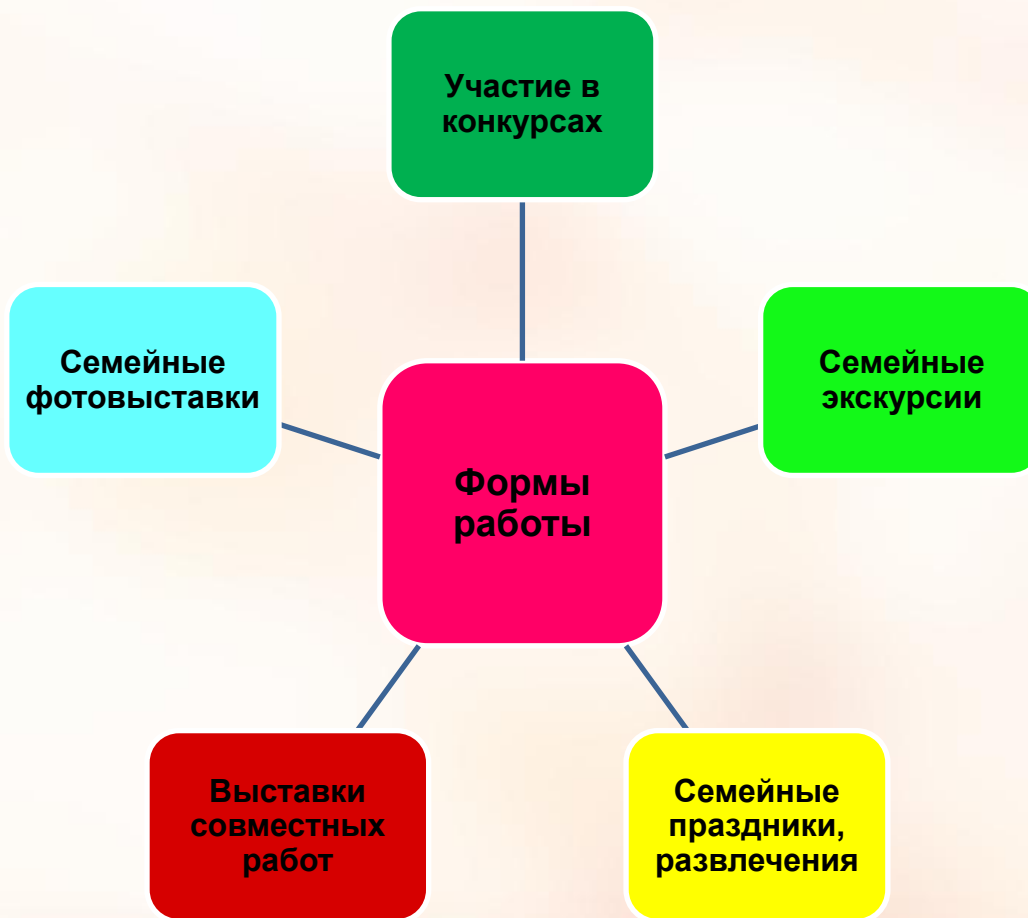 Участие в
конкурсах
Семейные
фотовыставки
Семейные
экскурсии
Формы
работы
Выставки
совместных
работ
Семейные
праздники,
развлечения